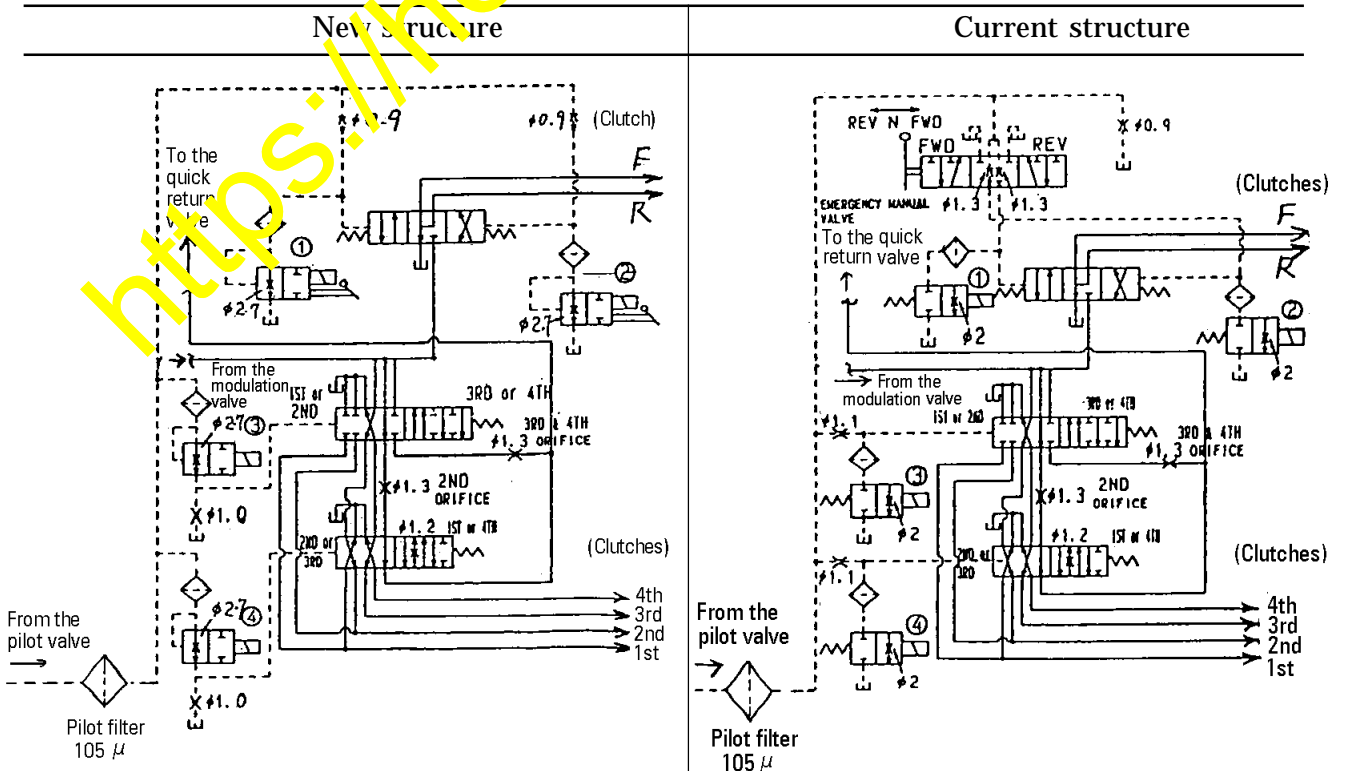 New structure
Current structure
https://h
φ0.9
φ0.9
(Clutch)
To the
quick
return
valve
F
R
①
②
φ2.7
φ2.7
From the
modulation
valve
1ST or
2ND
3RD or 4TH
3RD & 4TH
φ1.3 ORIFICE
φ2.7
③
φ1.0
φ1.3 2ND
ORIFICE
φ1.2 1ST or 4TH
2ND or
3RD
(Clutches)
φ2.7
④
φ1.0
4th
3rd
2nd
1st
From the
pilot valve
Pilot filter
105 μ
REV N FWD
FWD
REV
φ0.9
EMERGENCY MANUAL
VALVE
φ1.3
φ1.3
(Clutches)
F
R
To the quick
return valve
①
φ2
②
φ2
From the
modulation valve
1ST or 2ND
3RD or 4TH
3RD & 4TH
φ1.3 ORIFICE
φ1.1
③
φ2
φ1.3 2ND
ORIFICE
φ1.2
1ST or 4TH
2ND or
3RD
φ1.1
(Clutches)
④
φ2
4th
3rd
2nd
1st
From the
pilot valve
Pilot filter
105 μ